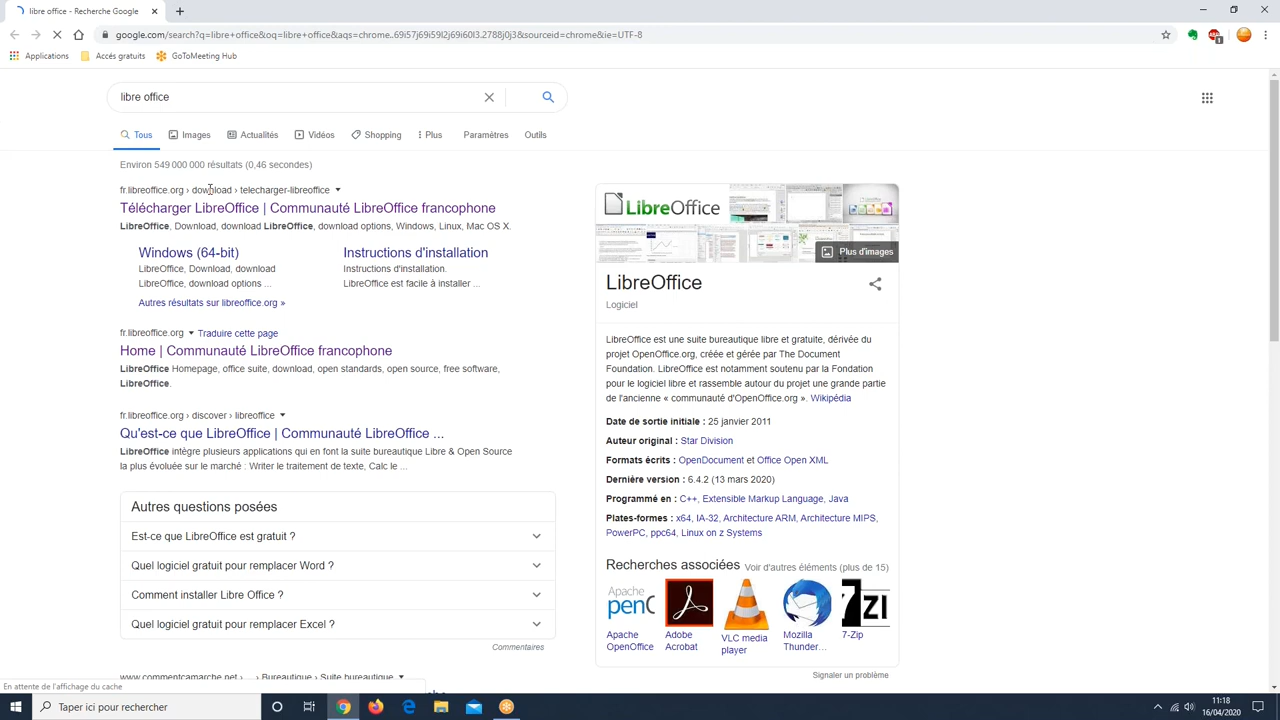 libre office - Recherche Google
google.com/search?q=libre+office&oq=libre+office&aqs=chrome..69i57j69i59l2j69i60l3.2788j0j3&sourceid=chrome&ie=UTF-8
Applications
Accés gratuits
GoToMeeting Hub
libre office
Tous
Images
Actualités
Vidéos
Shopping
Plus
Paramètres
Outils
Environ 549 000 000 résultats (0,46 secondes)
fr.libreoffice.org › download › telecharger-libreoffice
Télécharger LibreOffice | Communauté LibreOffice francophone
LibreOffice, Download, download LibreOffice, download options, Windows, Linux, Mac OS X.
Windows (64-bit)
LibreOffice, Download, download
LibreOffice, download options ...
Instructions d'installation
Instructions d'installation.
LibreOffice est facile à installer ...
Autres résultats sur libreoffice.org »
fr.libreoffice.org
Traduire cette page
Home | Communauté LibreOffice francophone
LibreOffice Homepage, office suite, download, open standards, open source, free software,
LibreOffice.
fr.libreoffice.org › discover › libreoffice
Qu'est-ce que LibreOffice | Communauté LibreOffice ...
LibreOffice intègre plusieurs applications qui en font la suite bureautique Libre & Open Source
la plus évoluée sur le marché : Writer le traitement de texte, Calc le ...
Autres questions posées
Est-ce que LibreOffice est gratuit ?
Quel logiciel gratuit pour remplacer Word ?
Comment installer Libre Office ?
Quel logiciel gratuit pour remplacer Excel ?
Commentaires
www.commentcamarche.net › ... › Bureautique › Suite bureautique
LibreOffice
Plus d'images
LibreOffice
Logiciel
LibreOffice est une suite bureautique libre et gratuite, dérivée du
projet OpenOffice.org, créée et gérée par The Document
Foundation. LibreOffice est notamment soutenu par la Fondation
pour le logiciel libre et rassemble autour du projet une grande partie
de l'ancienne « communauté d'OpenOffice.org ». Wikipédia
Date de sortie initiale : 25 janvier 2011
Auteur original : Star Division
Formats écrits : OpenDocument et Office Open XML
Dernière version : 6.4.2 (13 mars 2020)
Programmé en : C++, Extensible Markup Language, Java
Plates-formes : x64, IA-32, Architecture ARM, Architecture MIPS,
PowerPC, ppc64, Linux on z Systems
Recherches associées
Voir d'autres éléments (plus de 15)
Apache
OpenOffice
Adobe
Acrobat
VLC media
player
Mozilla
Thunder...
7-Zip
Signaler un problème
En attente de l'affichage du cache
Taper ici pour rechercher
11:18
16/04/2020